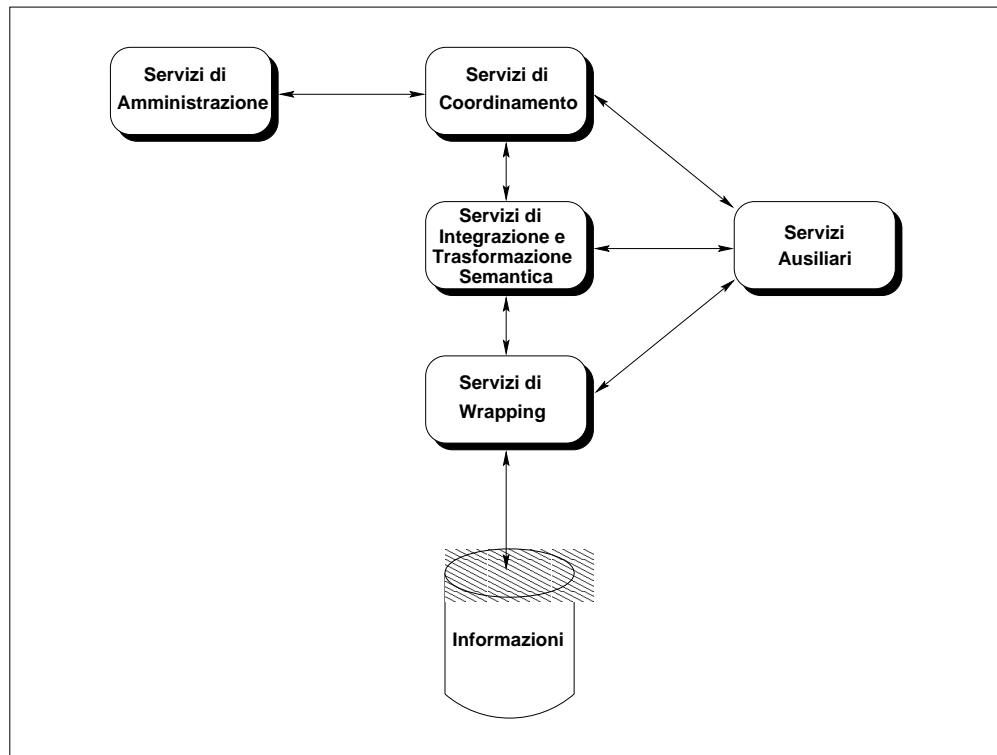 Servizi di
Amministrazione
Servizi di
Coordinamento
Servizi di
Integrazione e
Trasformazione
Semantica
Servizi
Ausiliari
Servizi di
Wrapping
Informazioni